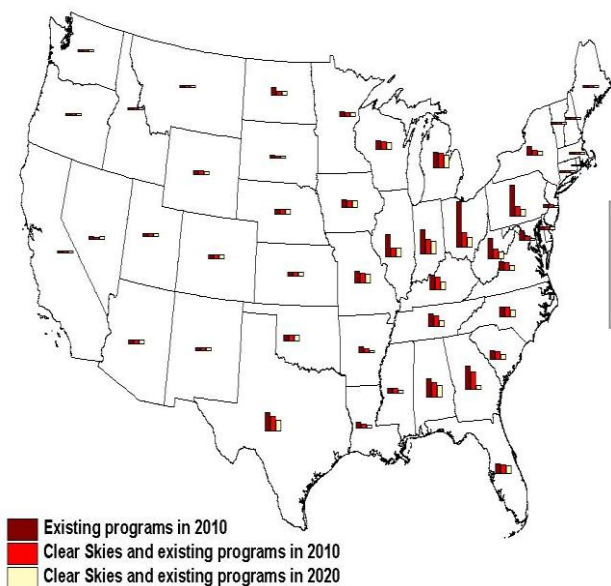 Existing programs in 2010
Clear Skies and existing programs in 2010
Clear Skies and existing programs in 2020